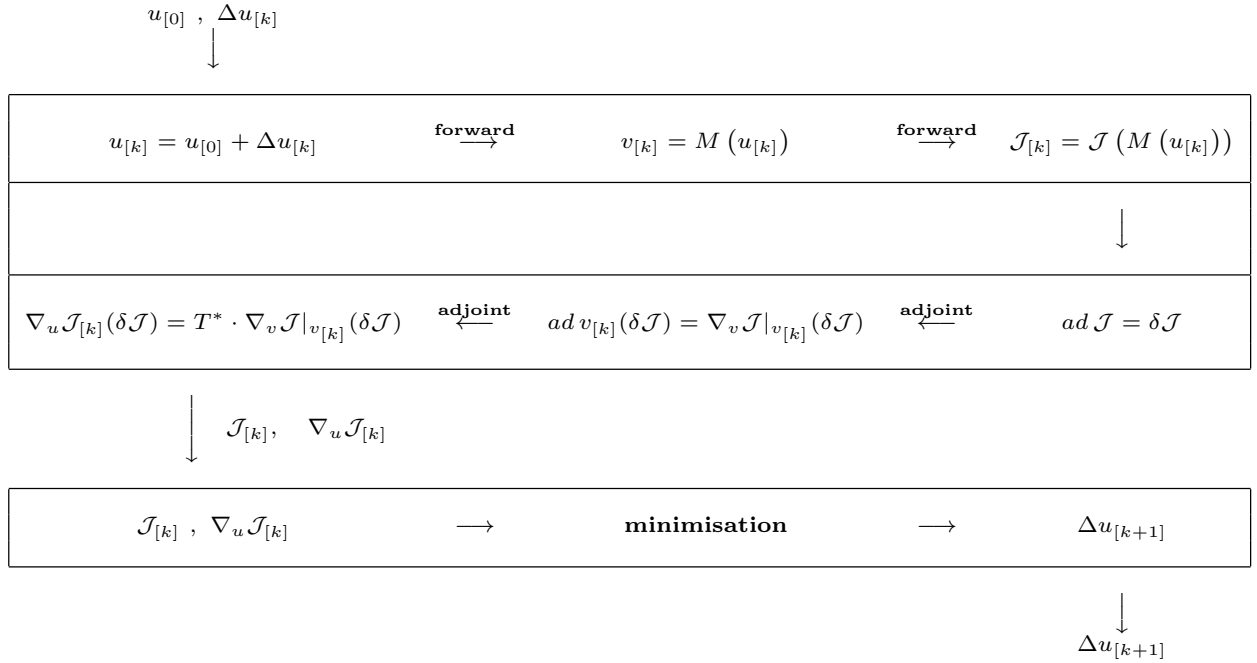 u_{[0]} , Δu_{[k]}
↓
u_{[k]} = u_{[0]} + Δu_{[k]} forward ⟶ v_{[k]} = M (u_{[k]}) forward ⟶ 𝒥_{[k]} = 𝒥 (M (u_{[k]}))
↓
∇_u 𝒥_{[k]}(δ𝒥) = T* · ∇_v 𝒥|_{v_{[k]}}(δ𝒥) adjoint ⟵ ad v_{[k]}(δ𝒥) = ∇_v 𝒥|_{v_{[k]}}(δ𝒥) adjoint ⟵ ad 𝒥 = δ𝒥
↓ 𝒥_{[k]}, ∇_u 𝒥_{[k]}
𝒥_{[k]} , ∇_u 𝒥_{[k]} ⟶ minimisation ⟶ Δu_{[k+1]}
↓
Δu_{[k+1]}